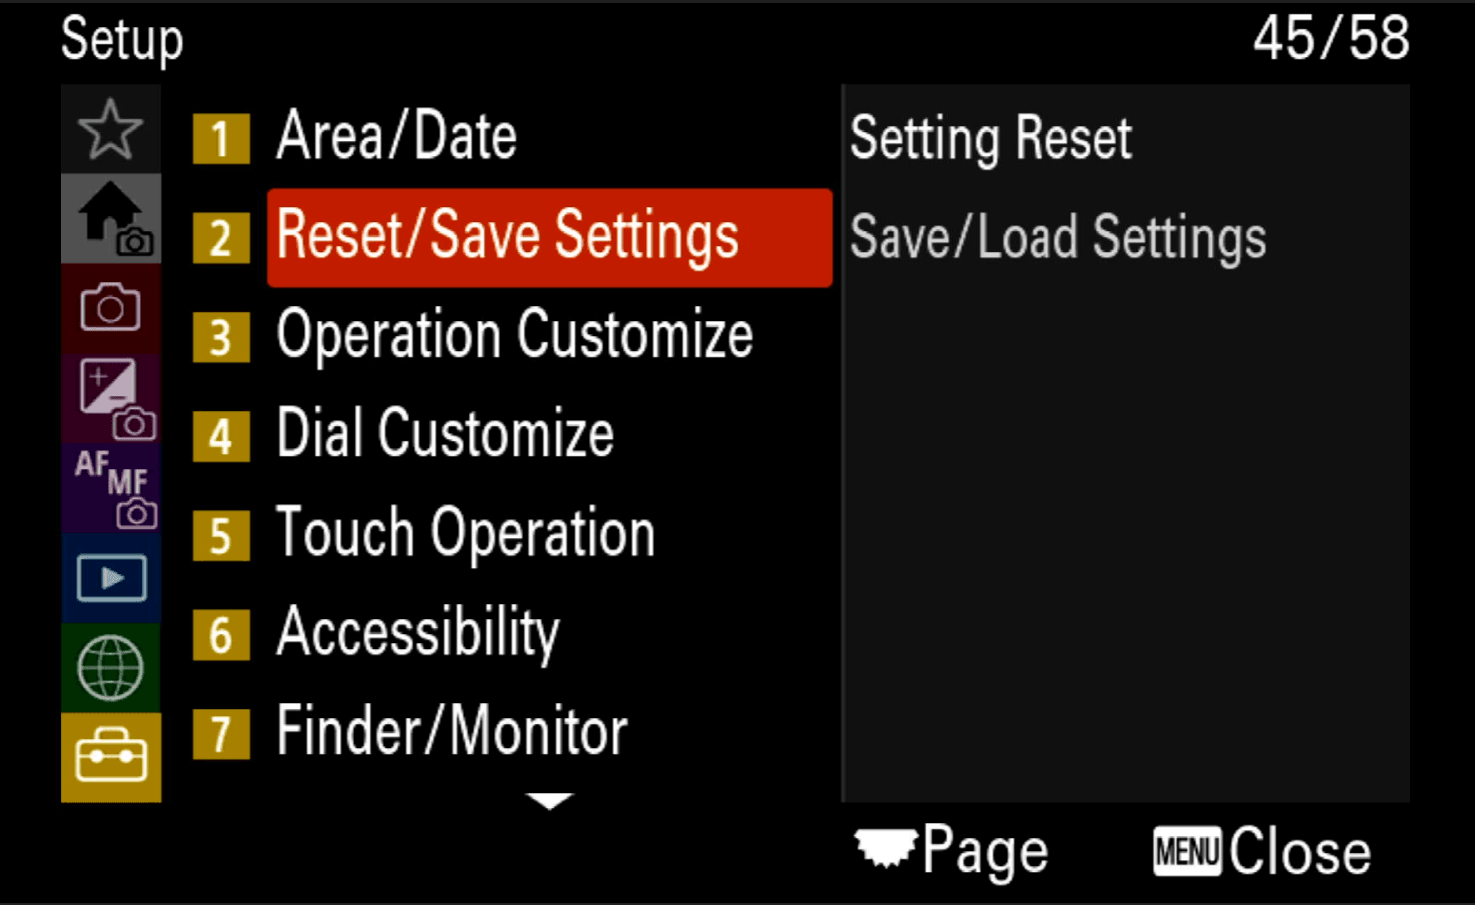 Setup 45/58
1 Area/Date
Setting Reset
2 Reset/Save Settings
Save/Load Settings
3 Operation Customize
4 Dial Customize
AF MF
5 Touch Operation
6 Accessibility
7 Finder/Monitor
Page MENU Close